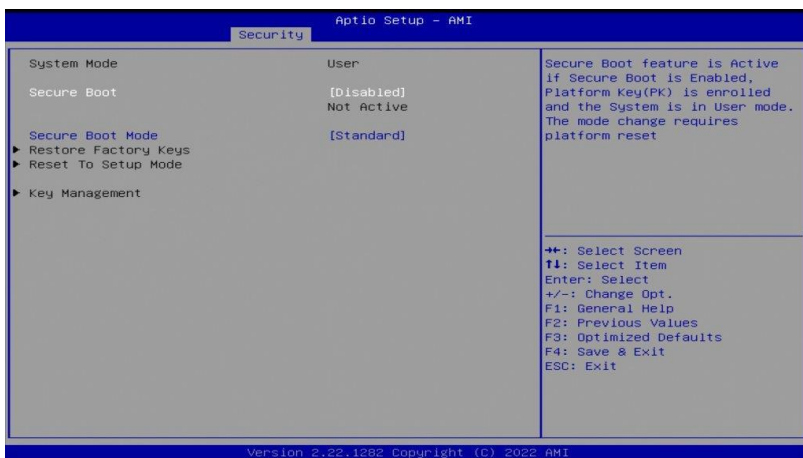 Aptio Setup – AMI
Security
System Mode User
Secure Boot [Disabled]
Not Active
Secure Boot Mode [Standard]
▶ Restore Factory Keys
▶ Reset To Setup Mode
▶ Key Management
Secure Boot feature is Active
if Secure Boot is Enabled,
Platform Key(PK) is enrolled
and the System is in User mode.
The mode change requires
platform reset
→←: Select Screen
↑↓: Select Item
Enter: Select
+/-: Change Opt.
F1: General Help
F2: Previous Values
F3: Optimized Defaults
F4: Save & Exit
ESC: Exit
Version 2.22.1282 Copyright (C) 2022 AMI